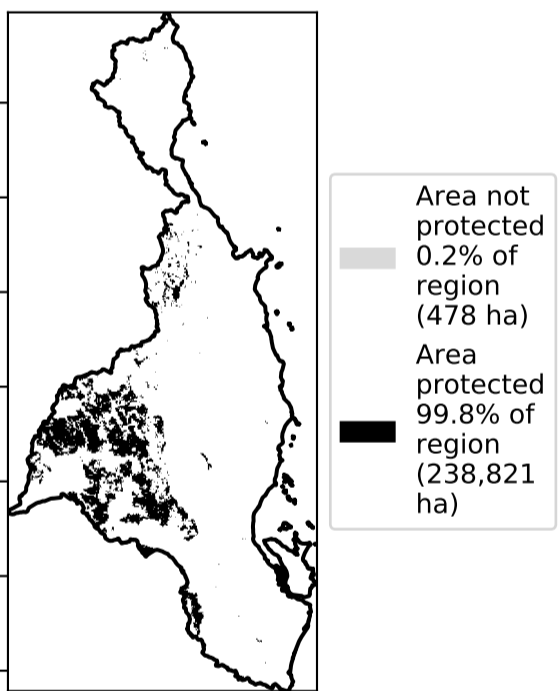 Area not
protected
0.2% of
region
(478 ha)
Area
protected
99.8% of
region
(238,821
ha)